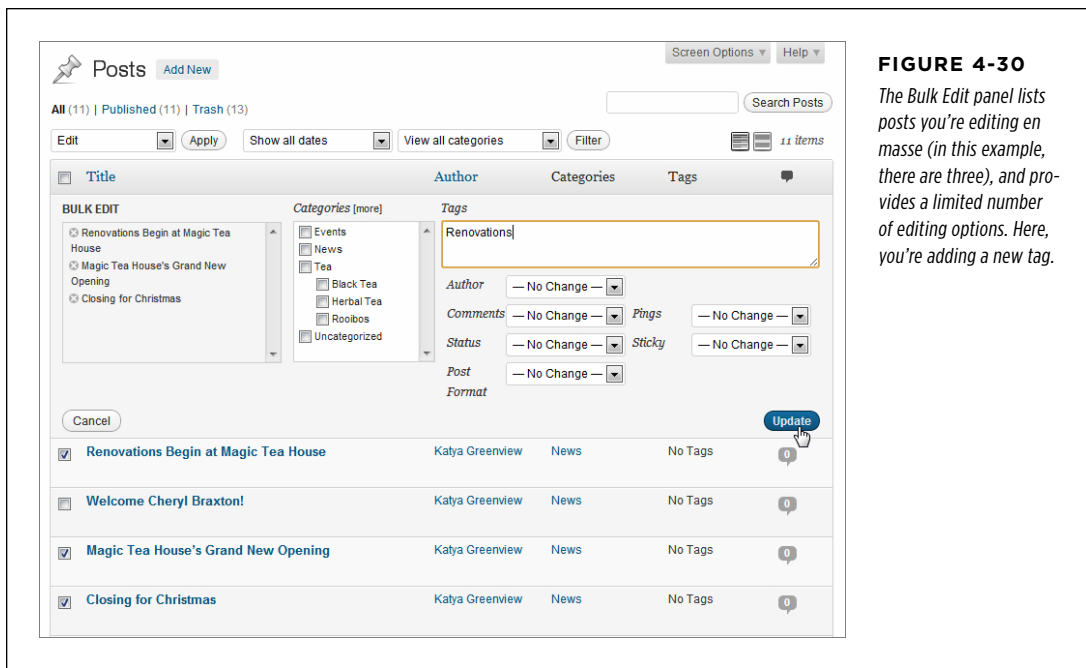 Screen Options Help
Posts Add New
All (11) | Published (11) | Trash (13)
Search Posts
Edit Apply Show all dates View all categories Filter 11 items
Title Author Categories Tags
BULK EDIT Categories [more] Tags
Renovations Begin at Magic Tea
House
Magic Tea House's Grand New
Opening
Closing for Christmas
Events
News
Tea
Black Tea
Herbal Tea
Rooibos
Uncategorized
Renovations
Author — No Change —
Comments — No Change — Pings — No Change —
Status — No Change — Sticky — No Change —
Post — No Change —
Format
Cancel Update
Renovations Begin at Magic Tea House Katya Greenview News No Tags 0
Welcome Cheryl Braxton! Katya Greenview News No Tags 0
Magic Tea House's Grand New Opening Katya Greenview News No Tags 0
Closing for Christmas Katya Greenview News No Tags 0
FIGURE 4-30
The Bulk Edit panel lists
posts you're editing en
masse (in this example,
there are three), and pro-
vides a limited number
of editing options. Here,
you're adding a new tag.